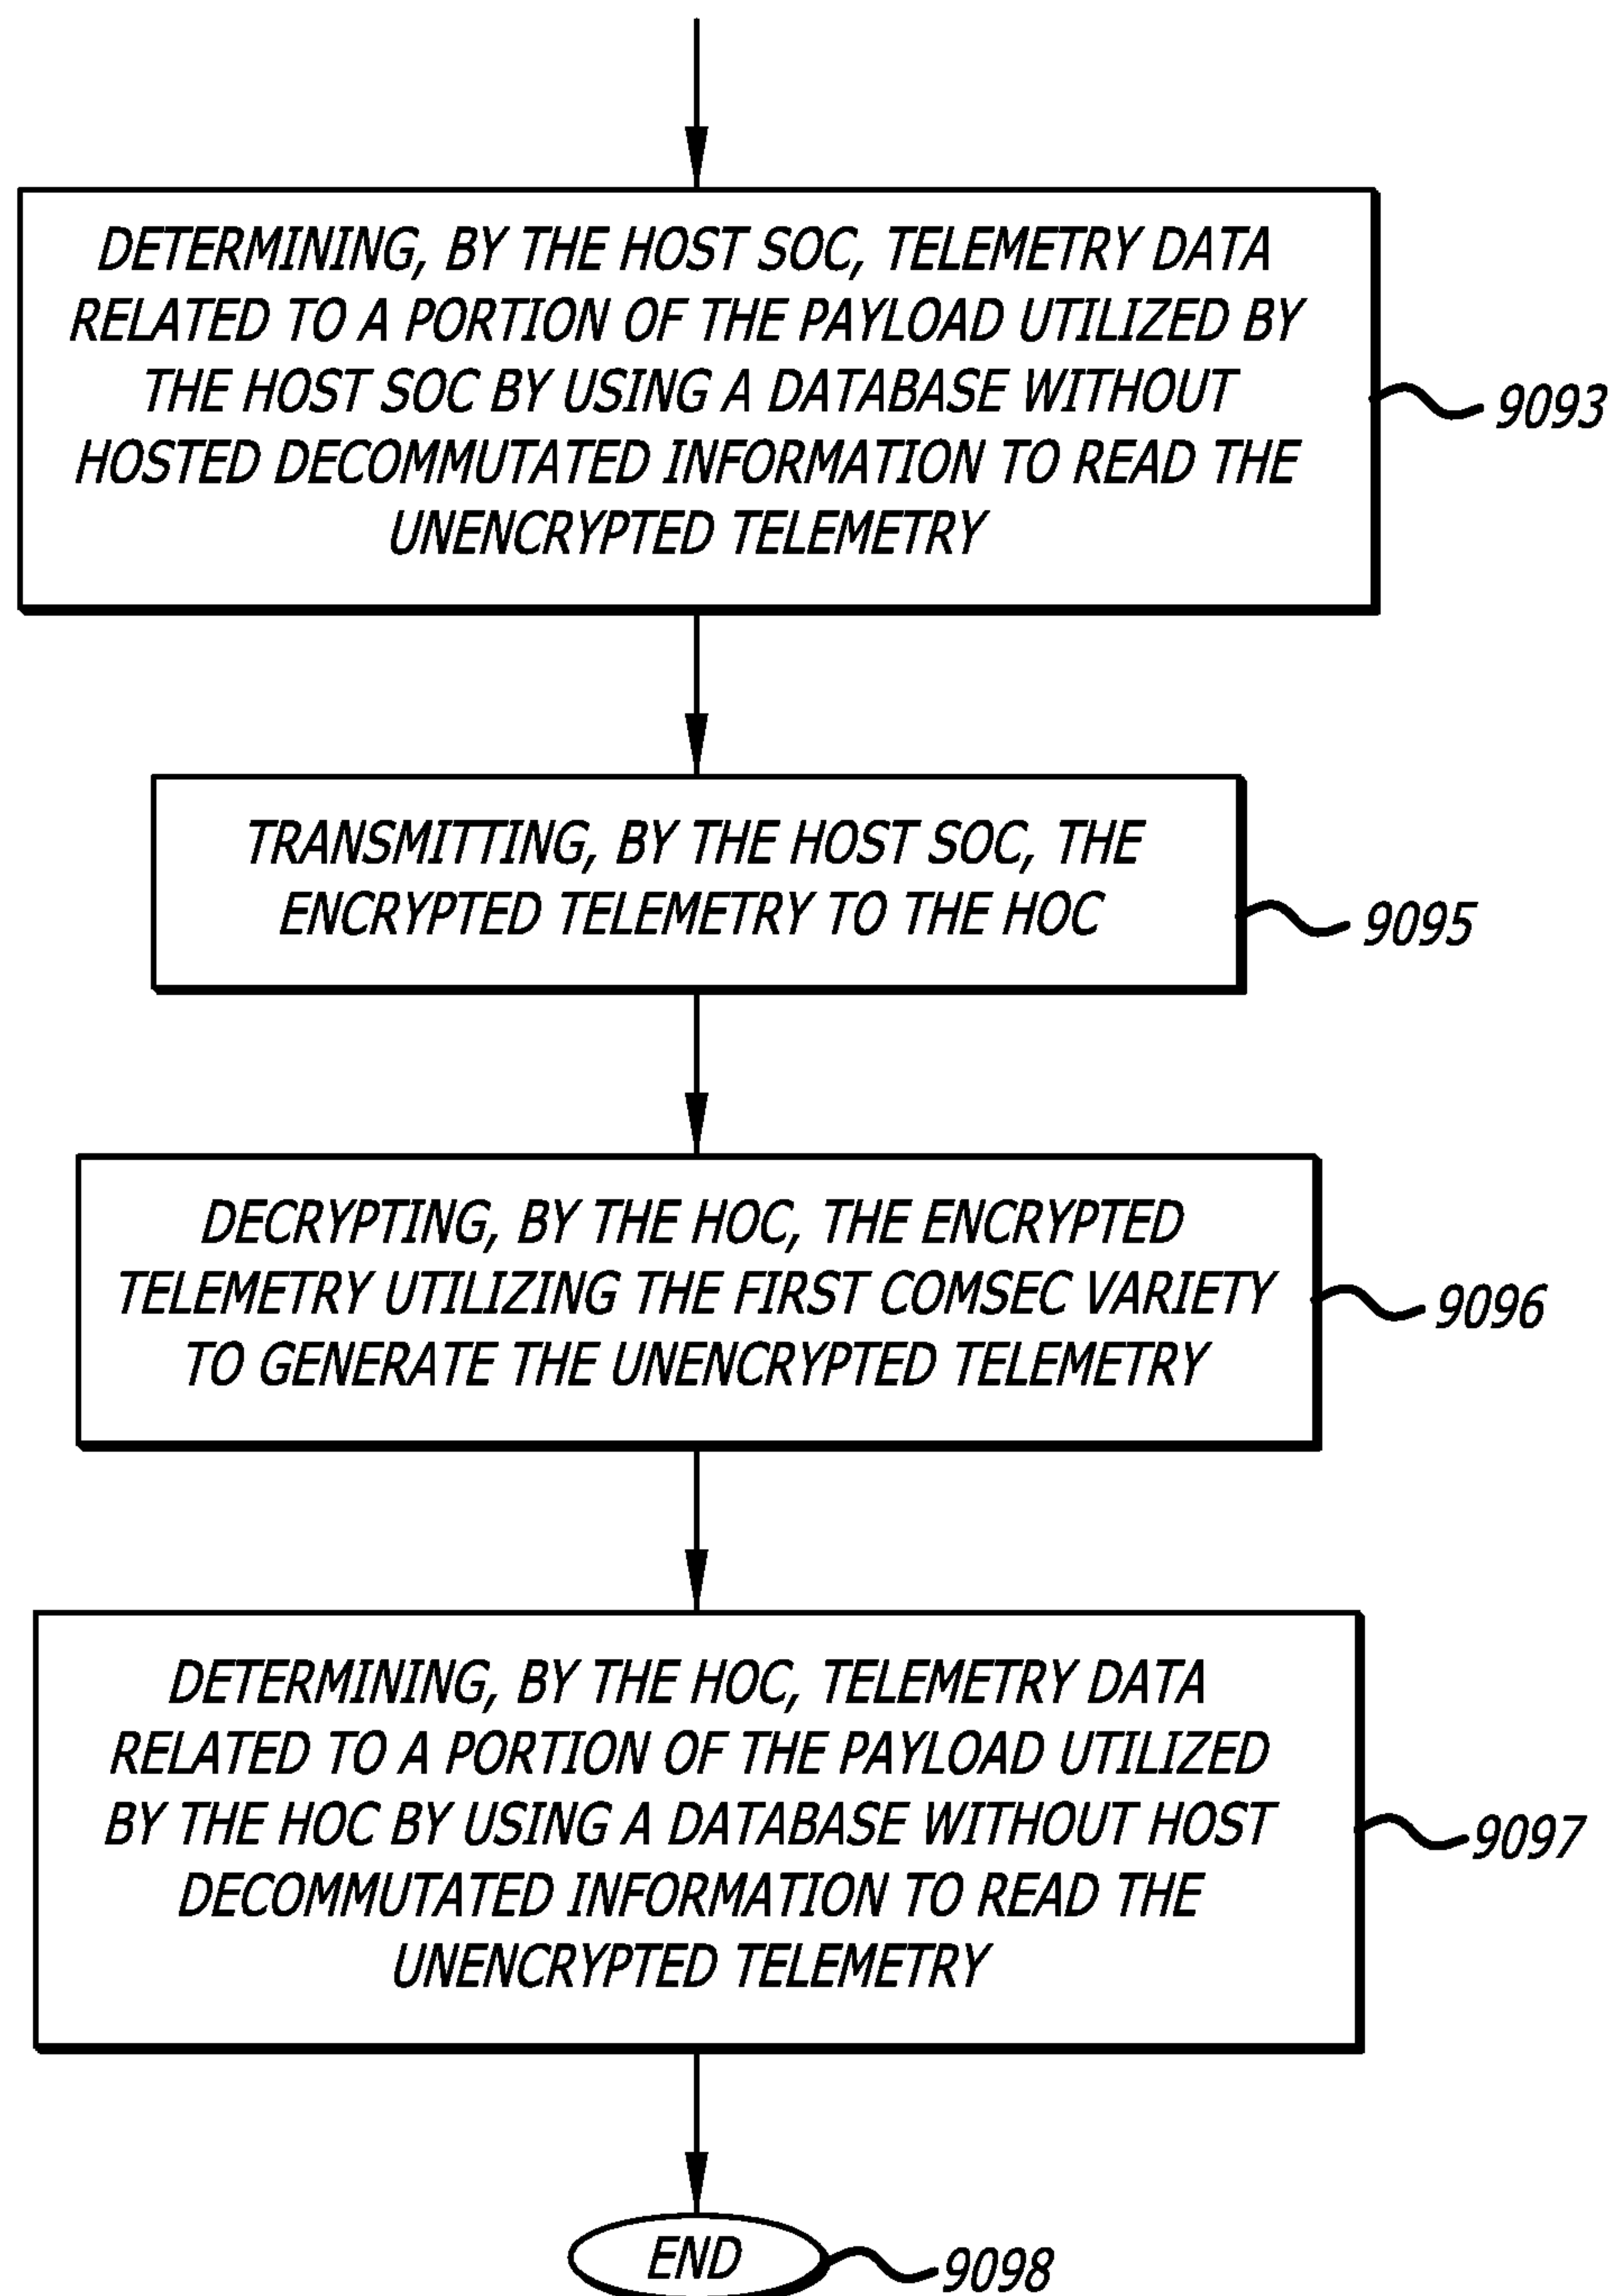 DETERMINING, BY THE HOST SOC, TELEMETRY DATA
RELATED TO A PORTION OF THE PAYLOAD UTILIZED BY
THE HOST SOC BY USING A DATABASE WITHOUT
HOSTED DECOMMUTATED INFORMATION TO READ THE
UNENCRYPTED TELEMETRY
9093
TRANSMITTING, BY THE HOST SOC, THE
ENCRYPTED TELEMETRY TO THE HOC
9095
DECRYPTING, BY THE HOC, THE ENCRYPTED
TELEMETRY UTILIZING THE FIRST COMSEC VARIETY
TO GENERATE THE UNENCRYPTED TELEMETRY
9096
DETERMINING, BY THE HOC, TELEMETRY DATA
RELATED TO A PORTION OF THE PAYLOAD UTILIZED
BY THE HOC BY USING A DATABASE WITHOUT HOST
DECOMMUTATED INFORMATION TO READ THE
UNENCRYPTED TELEMETRY
9097
END
9098